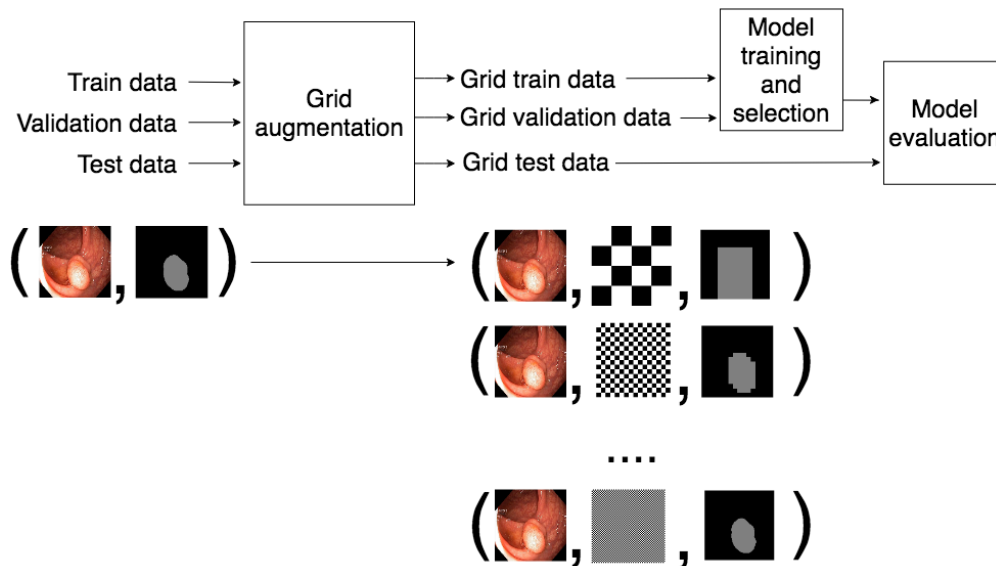 Train data
Validation data
Test data
Grid
augmentation
Grid train data
Grid validation data
Grid test data
Model
training
and
selection
Model
evaluation
( , )
( , , )
( , , )
....
( , , )